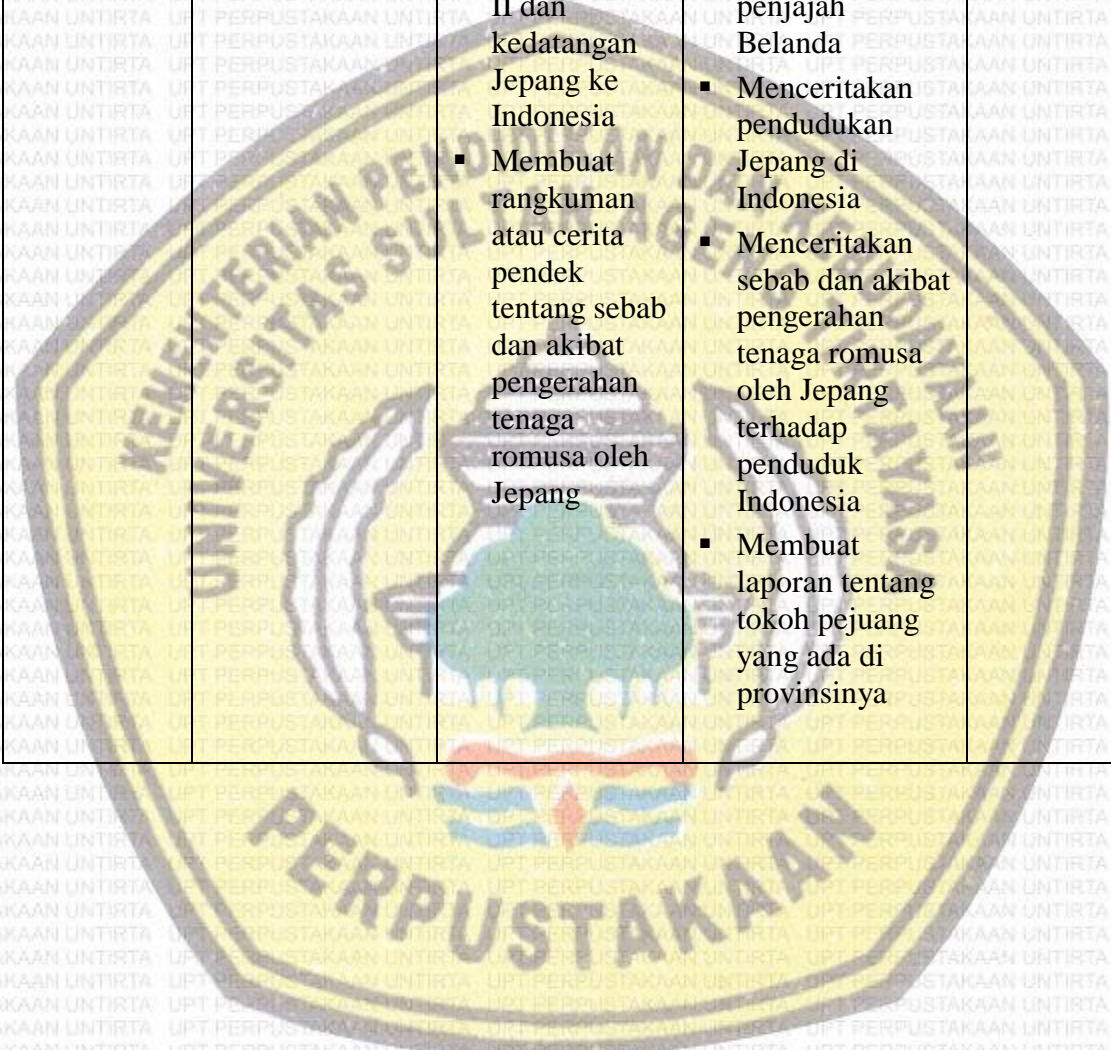 II dan
kedatangan
Jepang ke
Indonesia
▪ Membuat
rangkuman
atau cerita
pendek
tentang sebab
dan akibat
pengerahan
tenaga
romusa oleh
Jepang
penjajah
Belanda
▪ Menceritakan
pendudukan
Jepang di
Indonesia
▪ Menceritakan
sebab dan akibat
pengerahan
tenaga romusa
oleh Jepang
terhadap
penduduk
Indonesia
▪ Membuat
laporan tentang
tokoh pejuang
yang ada di
provinsinya
KEMENTERIAN PENDIDIKAN DAN KEBUDAYAAN
UNIVERSITAS SULTAN AGENG TIRTAYASA
PERPUSTAKAAN
UPT PERPUSTAKAAN UNTIRTA